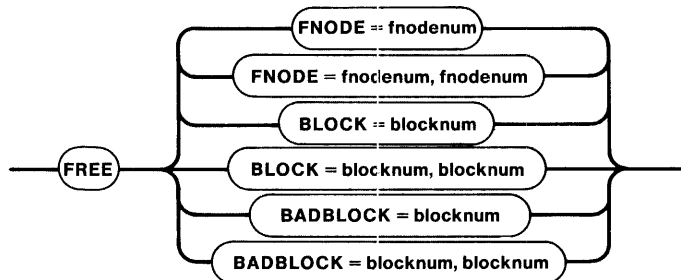 FNODE = fnodenum
FNODE = fnodenum, fnodenum
BLOCK = blocknum
FREE
BLOCK = blocknum, blocknum
BADBLOCK = blocknum
BADBLOCK = blocknum, blocknum